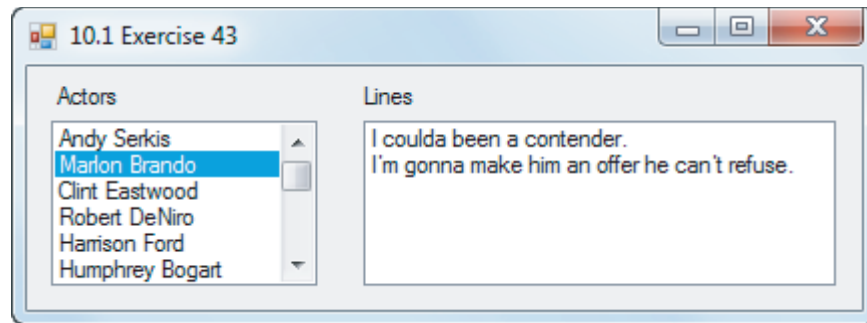 10.1 Exercise 43
Actors
Lines
Andy Serkis
Marlon Brando
Clint Eastwood
Robert DeNiro
Harrison Ford
Humphrey Bogart
I coulda been a contender.
I'm gonna make him an offer he can't refuse.